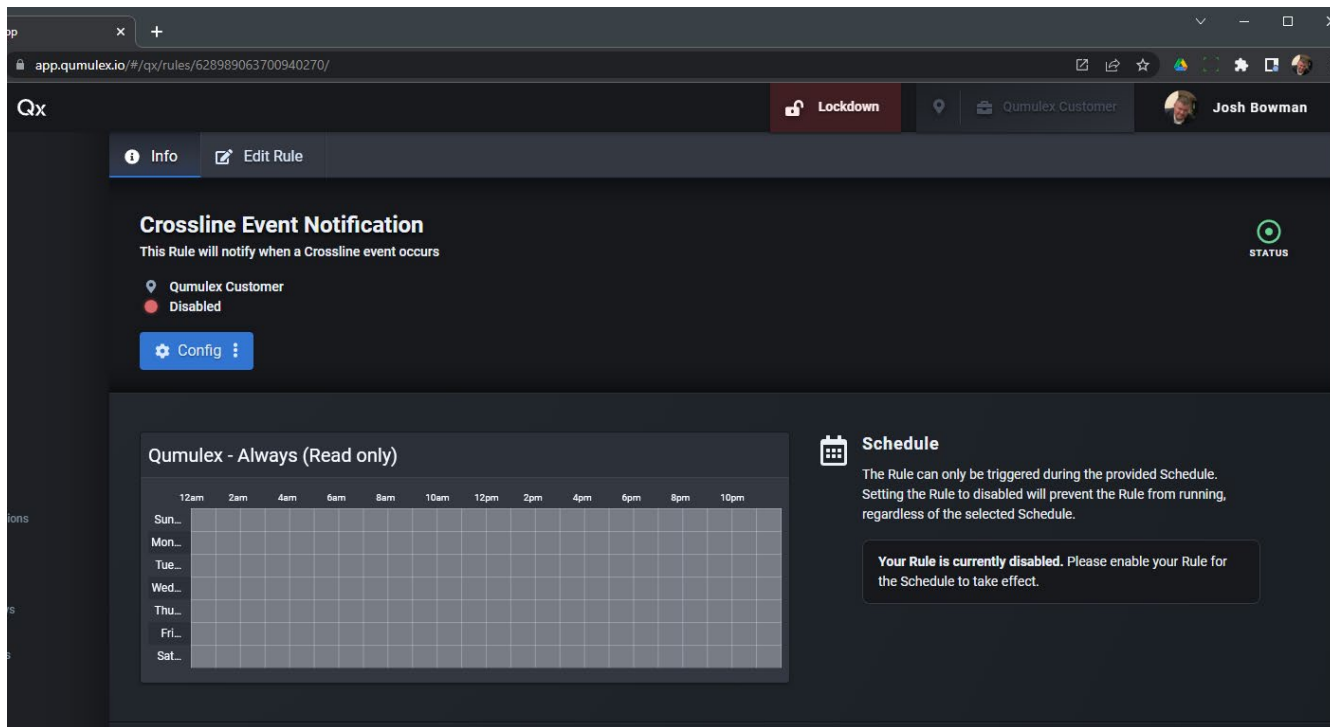 app.qumulex.io/#/qx/rules/628989063700940270/
Qx
Lockdown
Qumulex Customer
Josh Bowman
Info
Edit Rule
Crossline Event Notification
This Rule will notify when a Crossline event occurs
STATUS
Qumulex Customer
Disabled
Config
Qumulex - Always (Read only)
12am 2am 4am 6am 8am 10am 12pm 2pm 4pm 6pm 8pm 10pm
Sun...
Mon...
Tue...
Wed...
Thu...
Fri...
Sat...
Schedule
The Rule can only be triggered during the provided Schedule.
Setting the Rule to disabled will prevent the Rule from running,
regardless of the selected Schedule.
Your Rule is currently disabled. Please enable your Rule for
the Schedule to take effect.